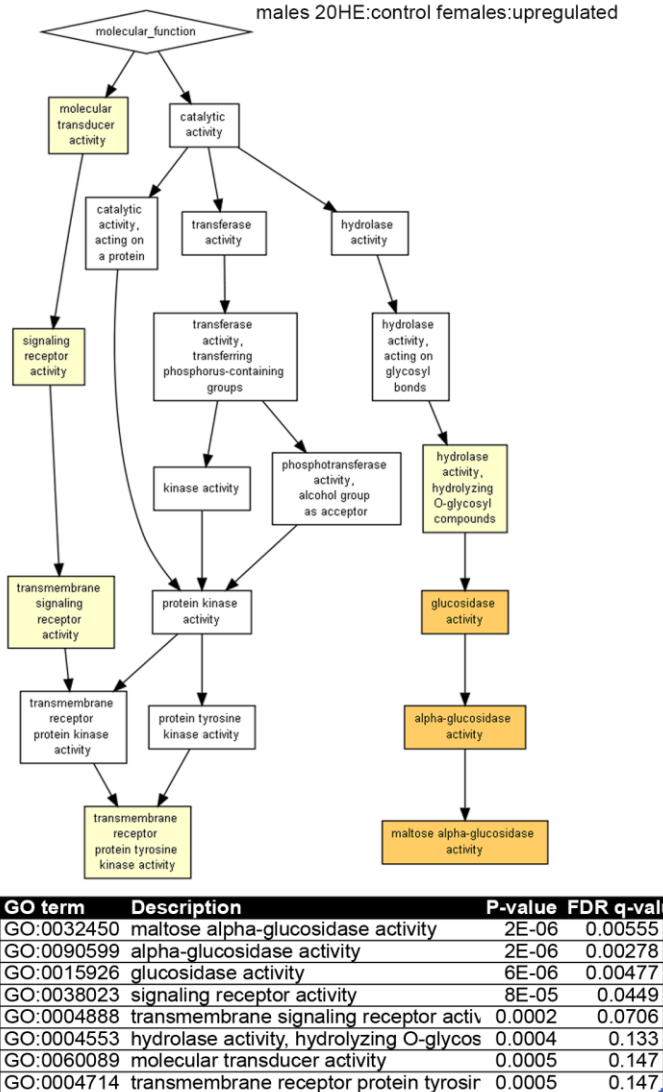 males 20HE:control females:upregulated
molecular_function
molecular
transducer
activity
catalytic
activity
catalytic
activity,
acting on
a protein
transferase
activity
hydrolase
activity
signaling
receptor
activity
transferase
activity,
transferring
phosphorus-containing
groups
hydrolase
activity,
acting on
glycosyl
bonds
kinase activity
phosphotransferase
activity,
alcohol group
as acceptor
hydrolase
activity,
hydrolyzing
O-glycosyl
compounds
transmembrane
signaling
receptor
activity
protein kinase
activity
glucosidase
activity
transmembrane
receptor
protein kinase
activity
protein tyrosine
kinase activity
alpha-glucosidase
activity
transmembrane
receptor
protein tyrosine
kinase activity
maltose alpha-glucosidase
activity
GO term Description P-value FDR q-valu
GO:0032450 maltose alpha-glucosidase activity 2E-06 0.00555
GO:0090599 alpha-glucosidase activity 2E-06 0.00278
GO:0015926 glucosidase activity 6E-06 0.00477
GO:0038023 signaling receptor activity 8E-05 0.0449
GO:0004888 transmembrane signaling receptor activ 0.0002 0.0706
GO:0004553 hydrolase activity, hydrolyzing O-glycos 0.0004 0.133
GO:0060089 molecular transducer activity 0.0005 0.147
GO:0004714 transmembrane receptor protein tyrosin 0.0005 0.147